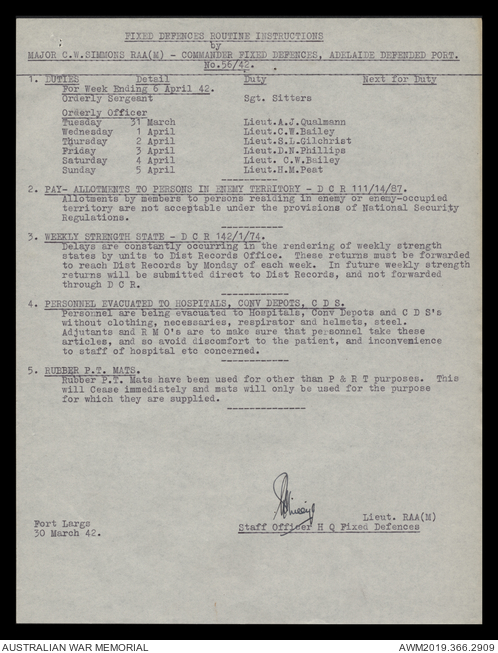 FIXED DEFENCES ROUTINE INSTRUCTIONS
by
MAJOR C.W.SIMMONS RAA(M) - COMMANDER FIXED DEFENCES, ADELAIDE DEFENDED PORT.
No.56/42.
1. DUTIES Detail Duty Next for Duty
For Week Ending 6 April 42.
Orderly Sergeant Sgt. Sitters
Orderly Officer
Tuesday 31 March Lieut.A.J.Qualmann
Wednesday 1 April Lieut.C.W.Bailey
Thursday 2 April Lieut.S.L.Gilchrist
Friday 3 April Lieut.D.N.Phillips
Saturday 4 April Lieut. C.W.Bailey
Sunday 5 April Lieut.H.M.Peat
2. PAY- ALLOTMENTS TO PERSONS IN ENEMY TERRITORY - D C R 111/14/87.
Allotments by members to persons residing in enemy or enemy-occupied
territory are not acceptable under the provisions of National Security
Regulations.
3. WEEKLY STRENGTH STATE - D C R 142/1/74.
Delays are constantly occurring in the rendering of weekly strength
states by units to Dist Records Office. These returns must be forwarded
to reach Dist Records by Monday of each week. In future weekly strength
returns will be submitted direct to Dist Records, and not forwarded
through D C R.
4. PERSONNEL EVACUATED TO HOSPITALS, CONV DEPOTS, C D S.
Personnel are being evacuated to Hospitals, Conv Depots and C D S's
without clothing, necessaries, respirator and helmets, steel.
Adjutants and R M O's are to make sure that personnel take these
articles, and so avoid discomfort to the patient, and inconvenience
to staff of hospital etc concerned.
5. RUBBER P.T. MATS.
Rubber P.T. Mats have been used for other than P & R T purposes. This
will Cease immediately and mats will only be used for the purpose
for which they are supplied.
Lieut. RAA(M)
Staff Officer H Q Fixed Defences
Fort Largs
30 March 42.
AUSTRALIAN WAR MEMORIAL
AWM2019.366.2909